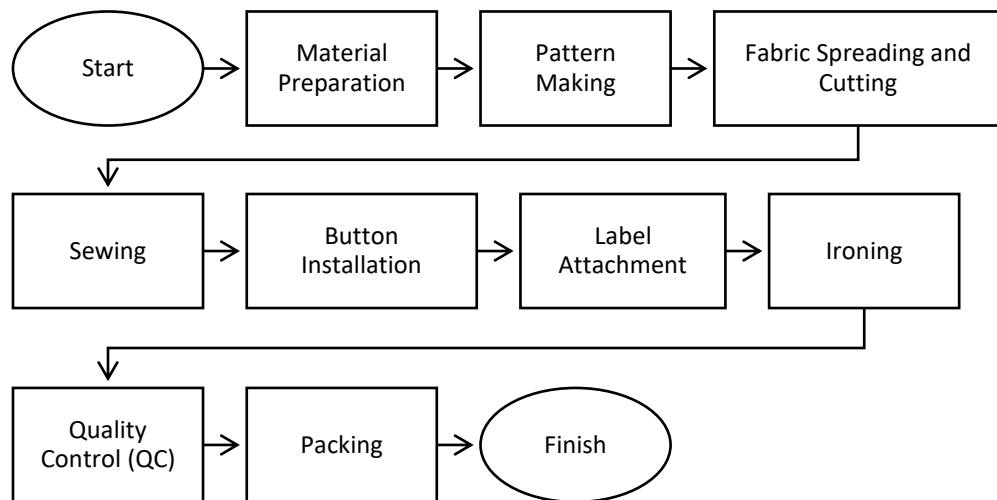 Start
Material
Preparation
Pattern
Making
Fabric Spreading and
Cutting
Sewing
Button
Installation
Label
Attachment
Ironing
Quality
Control (QC)
Packing
Finish